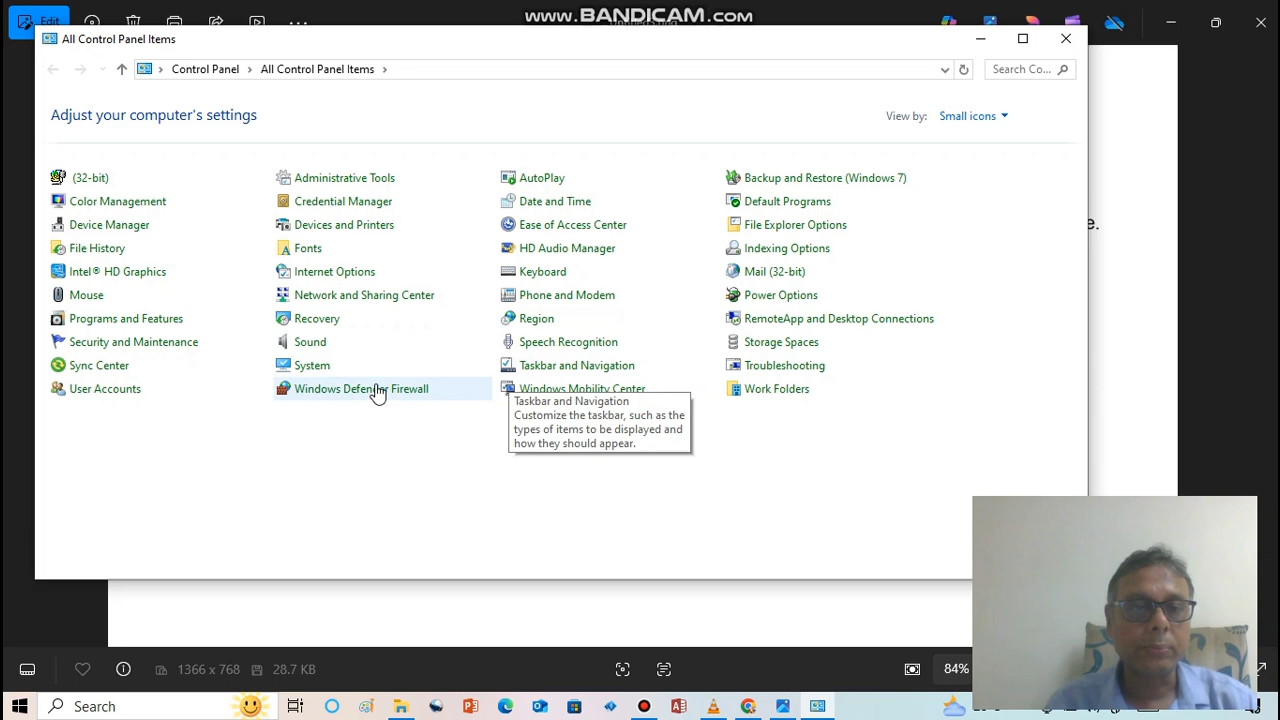 Edit
www.BANDICAM.com
All Control Panel Items
Control Panel
All Control Panel Items
Search Co...
Adjust your computer's settings
View by:
Small icons
(32-bit)
Administrative Tools
AutoPlay
Backup and Restore (Windows 7)
Color Management
Credential Manager
Date and Time
Default Programs
Device Manager
Devices and Printers
Ease of Access Center
File Explorer Options
e.
File History
Fonts
HD Audio Manager
Indexing Options
Intel® HD Graphics
Internet Options
Keyboard
Mail (32-bit)
Mouse
Network and Sharing Center
Phone and Modem
Power Options
Programs and Features
Recovery
Region
RemoteApp and Desktop Connections
Security and Maintenance
Sound
Speech Recognition
Storage Spaces
Sync Center
System
Taskbar and Navigation
Troubleshooting
User Accounts
Windows Defender Firewall
Windows Mobility Center
Work Folders
Taskbar and Navigation
Customize the taskbar, such as the
types of items to be displayed and
how they should appear.
1366 x 768
28.7 KB
84%
Search